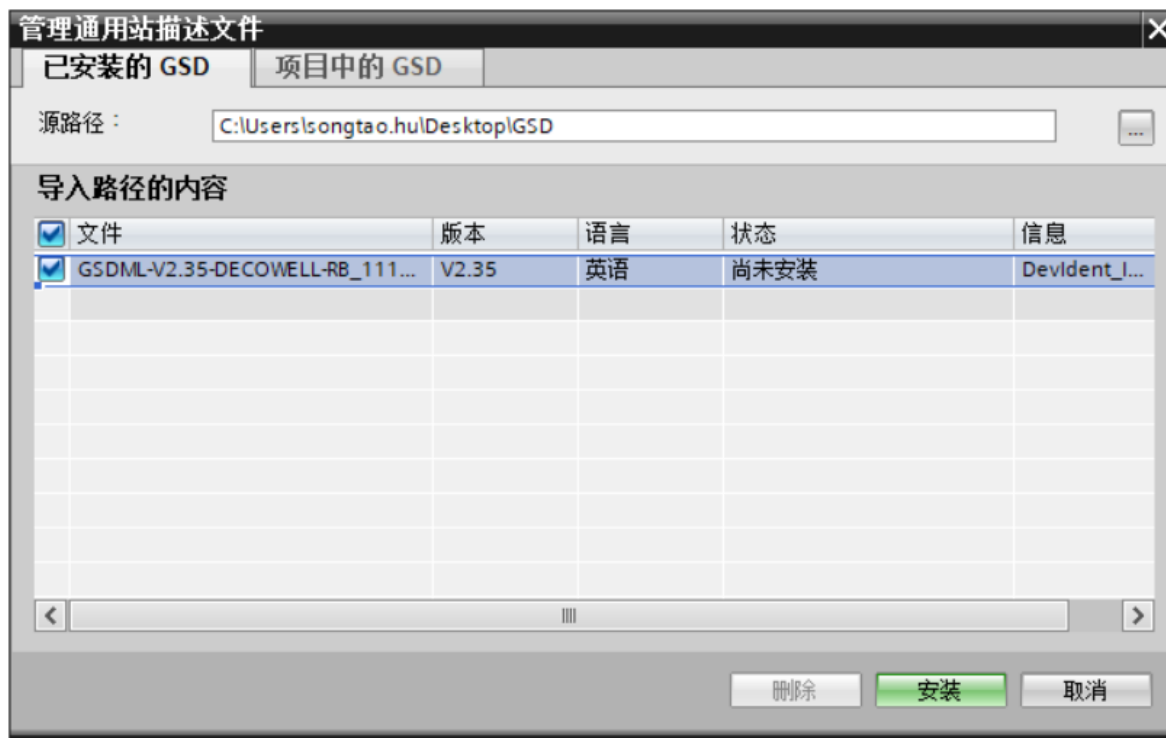 管理通用站描述文件
已安装的 GSD 项目中的 GSD
源路径： C:\Users\songtao.hu\Desktop\GSD ...
导入路径的内容
文件 版本 语言 状态 信息
GSDML-V2.35-DECOWELL-RB_111... V2.35 英语 尚未安装 DevIdent_I...
删除 安装 取消